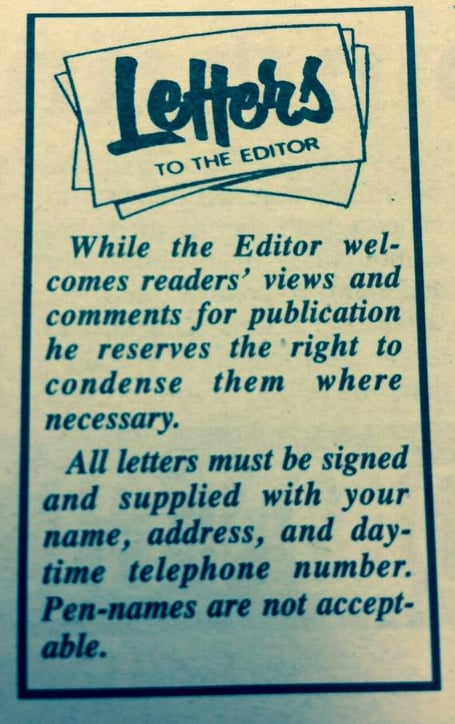 Letters
TO THE EDITOR
While the Editor wel-
comes readers' views and
comments for publication
he reserves the right to
condense them where
necessary.
All letters must be signed
and supplied with your
name, address, and day-
time telephone number.
Pen-names are not accept-
able.